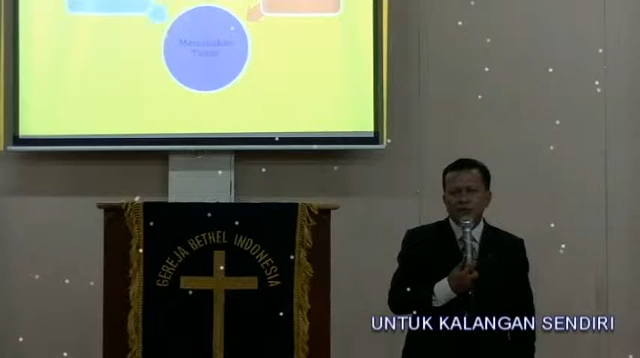 GEREJA BETHEL INDONESIA
UNTUK KALANGAN SENDIRI